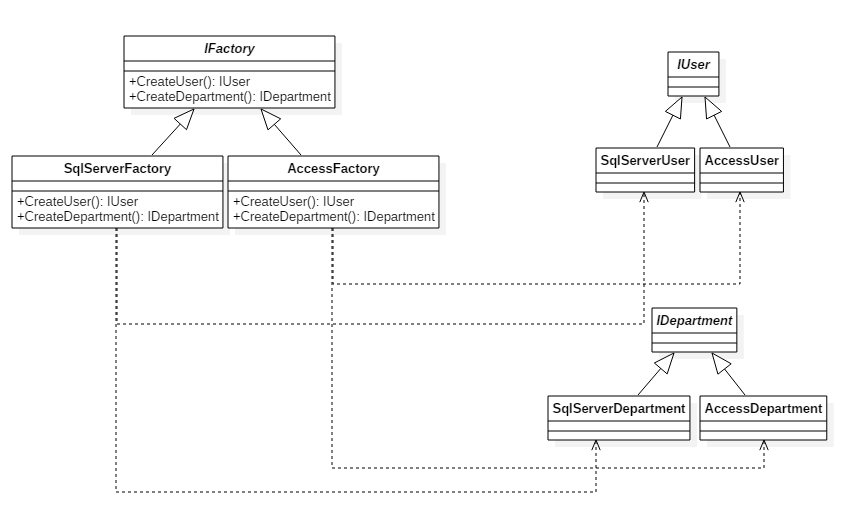 IFactory
+CreateUser(): IUser
+CreateDepartment(): IDepartment
SqlServerFactory
+CreateUser(): IUser
+CreateDepartment(): IDepartment
AccessFactory
+CreateUser(): IUser
+CreateDepartment(): IDepartment
IUser
SqlServerUser
AccessUser
IDepartment
SqlServerDepartment
AccessDepartment